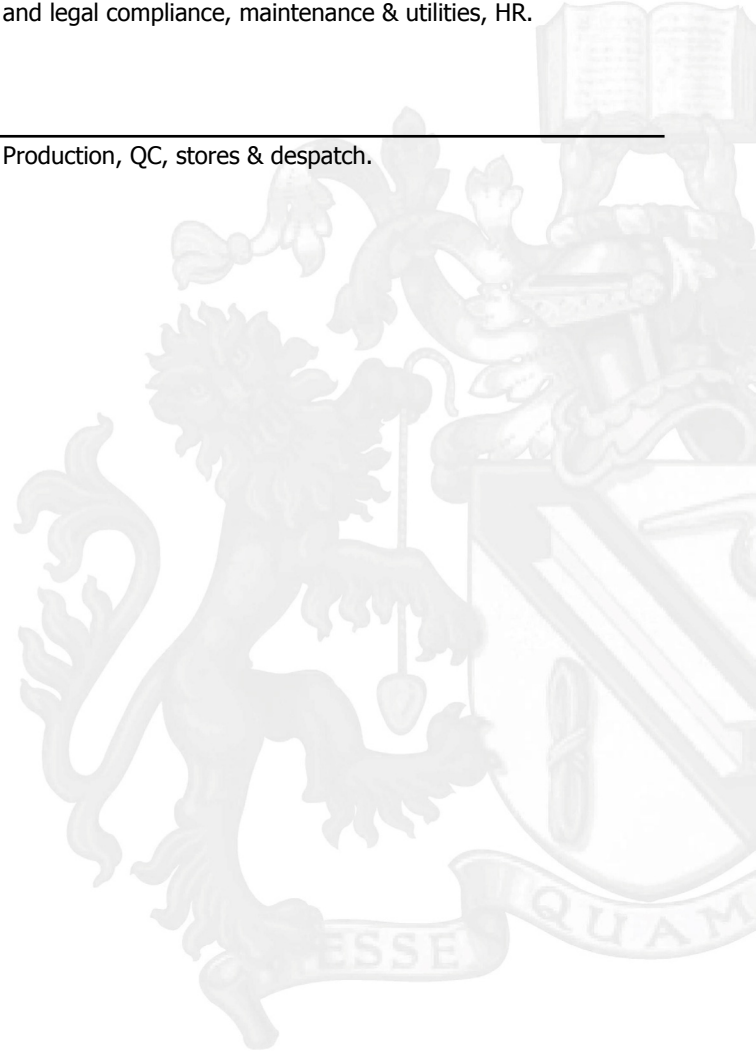 and legal compliance, maintenance & utilities, HR.
Production, QC, stores & despatch.
ESSE
QUAM